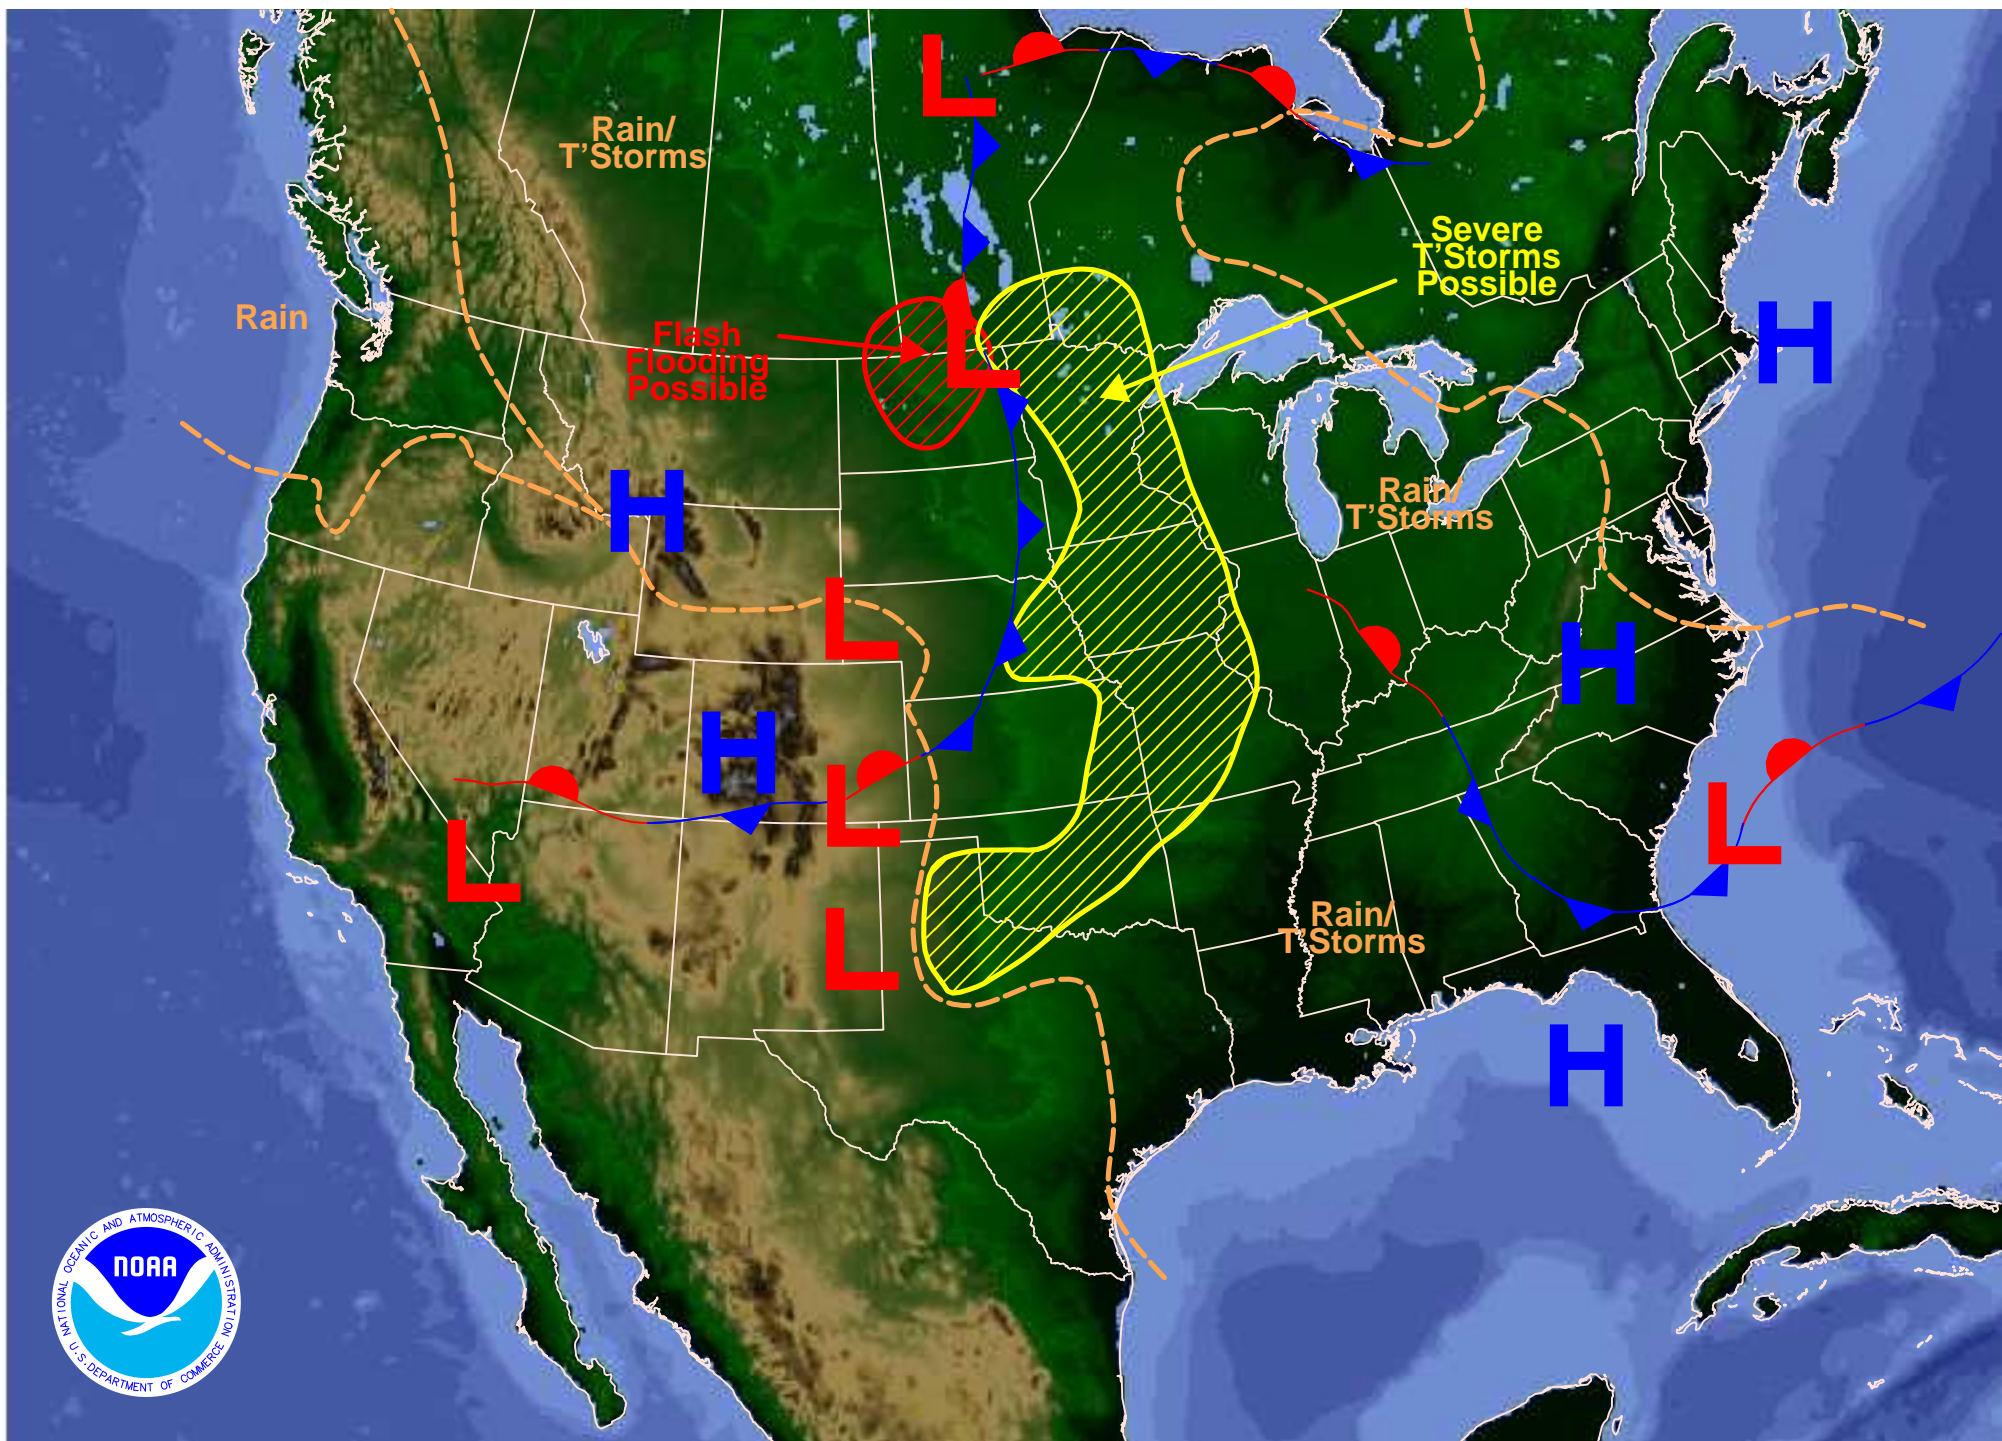 L
Rain/
T'Storms
Severe
T'Storms
Possible
Rain
Flash
Flooding
Possible
L
H
H
Rain/
T'Storms
L
H
H
L
L
L
L
Rain/
T'Storms
H
NATIONAL OCEANIC AND ATMOSPHERIC ADMINISTRATION
NOAA
U.S. DEPARTMENT OF COMMERCE